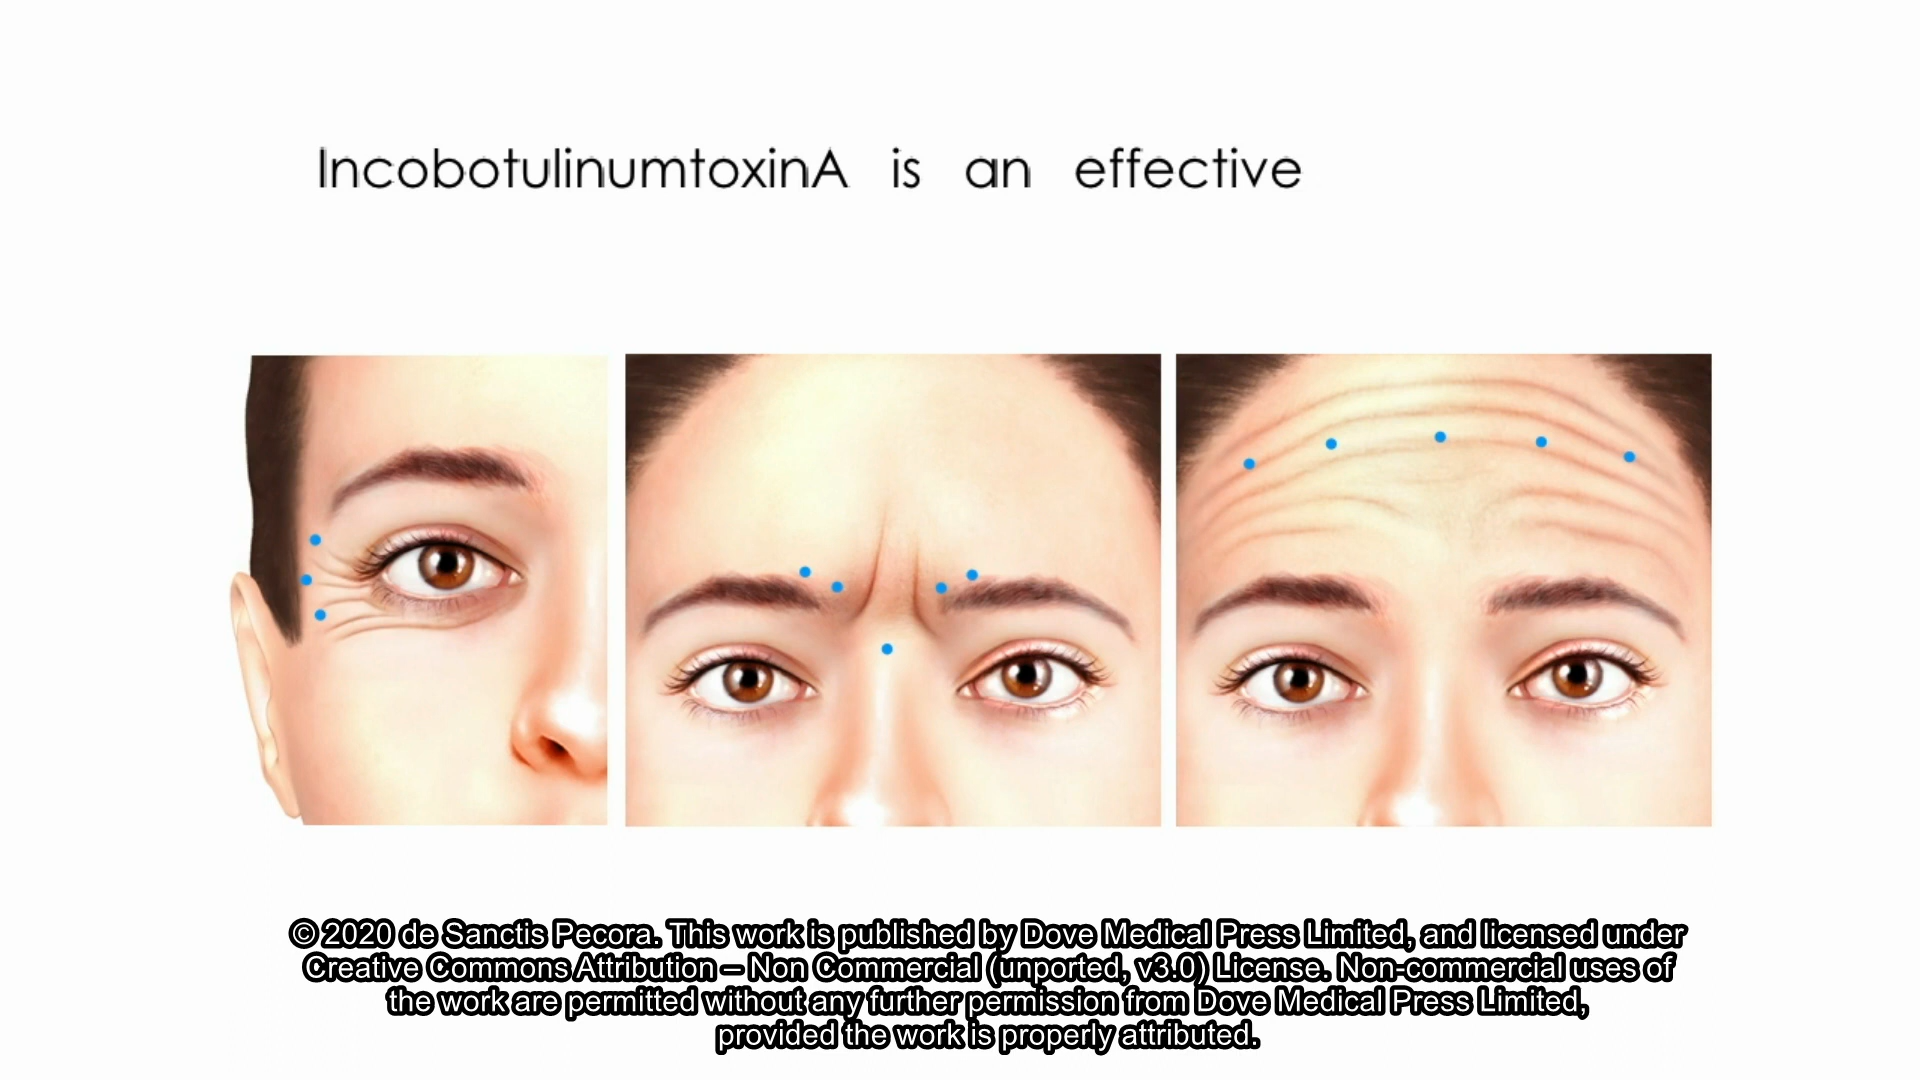 IncobotulinumtoxinA is an effective
© 2020 de Sanctis Pecora. This work is published by Dove Medical Press Limited, and licensed under
Creative Commons Attribution – Non Commercial (unported, v3.0) License. Non-commercial uses of
the work are permitted without any further permission from Dove Medical Press Limited,
provided the work is properly attributed.